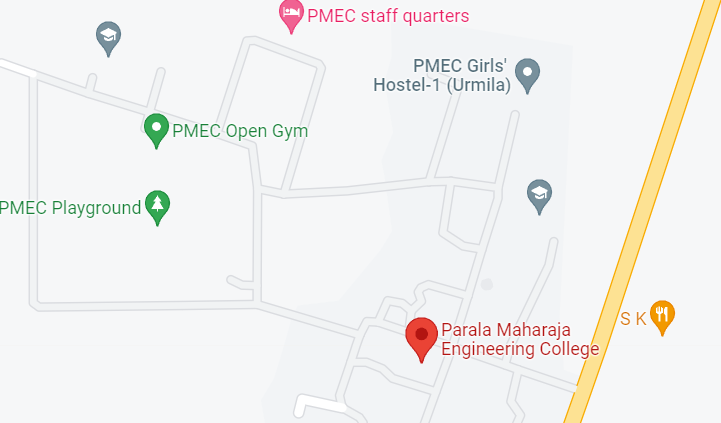 PMEC staff quarters
PMEC Girls'
Hostel-1 (Urmila)
PMEC Open Gym
PMEC Playground
S K
Parala Maharaja
Engineering College